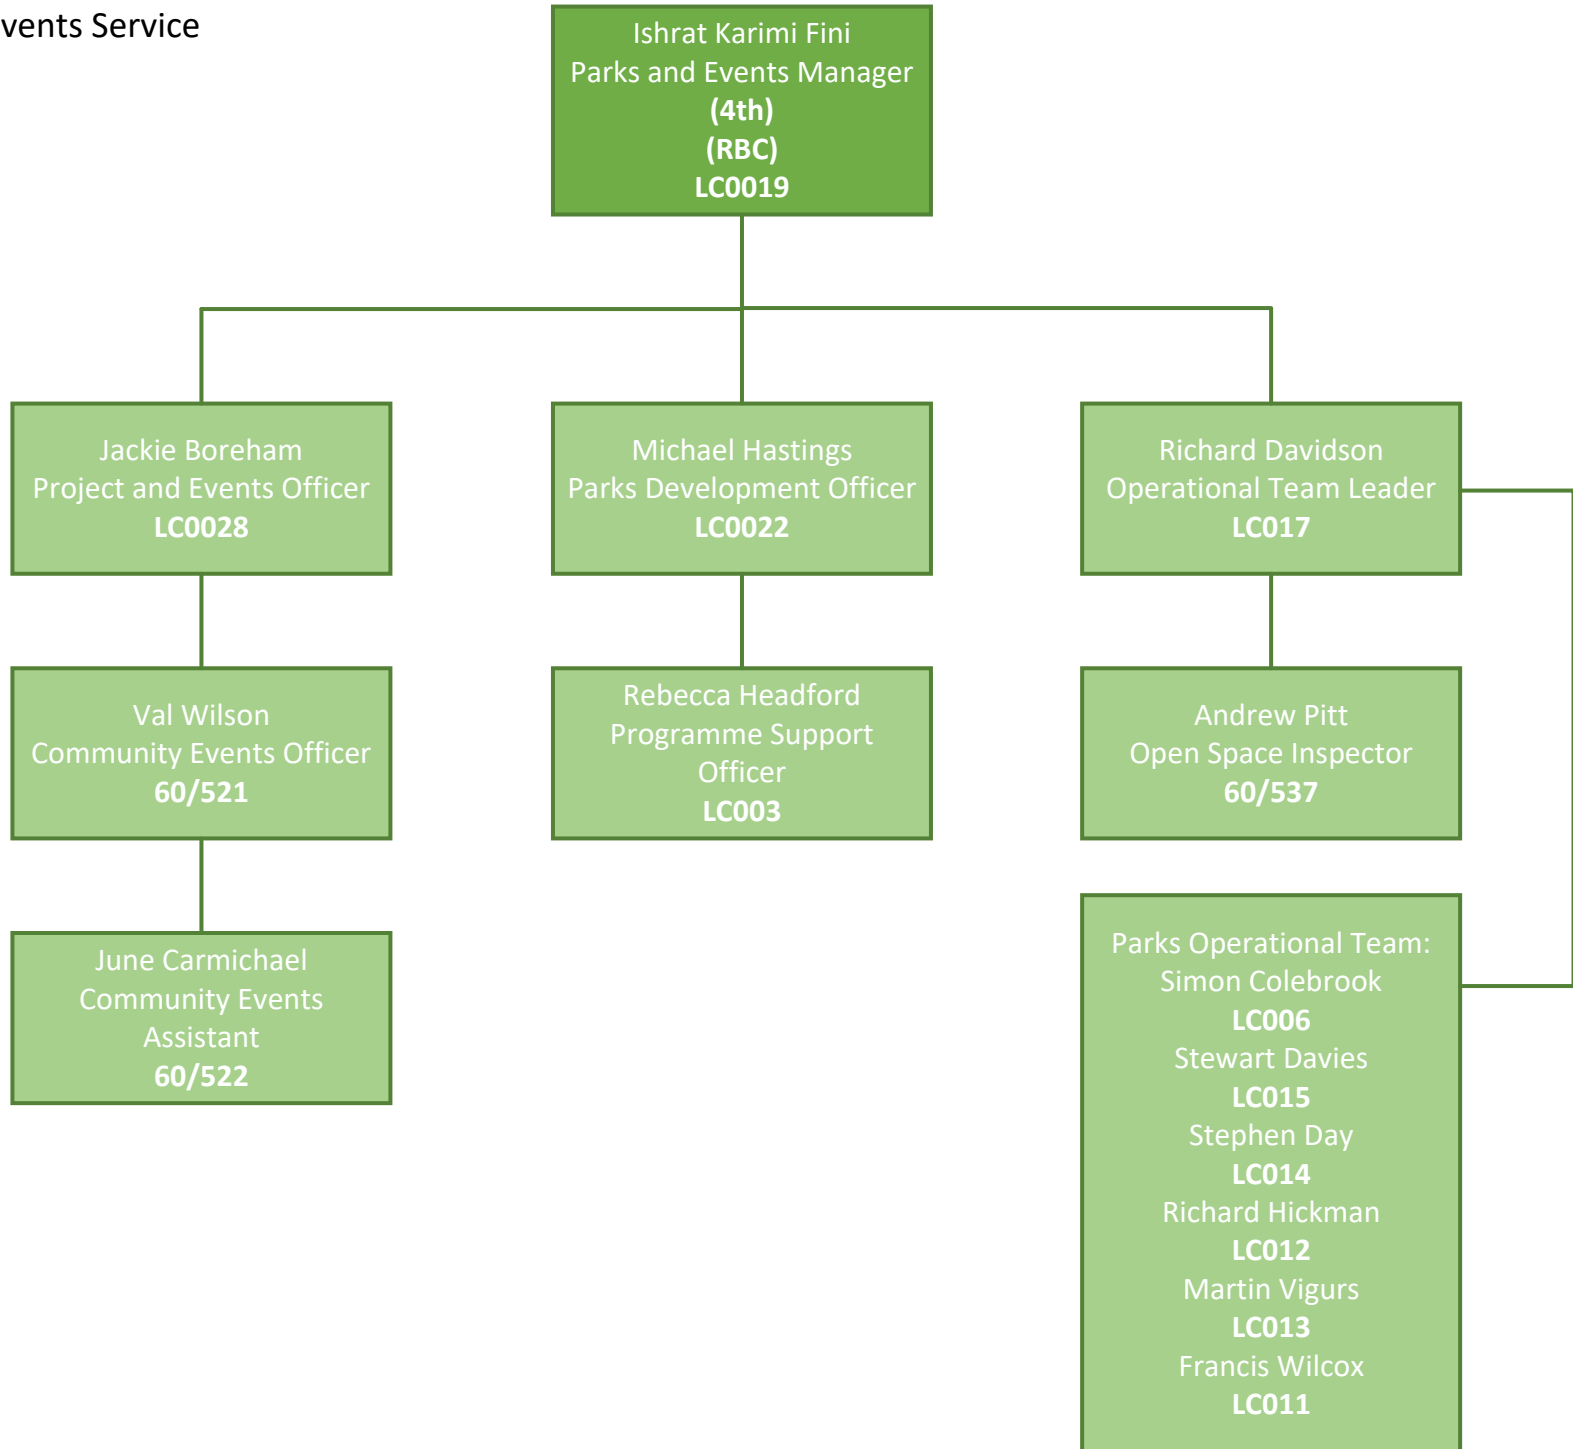 vents Service
Ishrat Karimi Fini
Parks and Events Manager
(4th)
(RBC)
LC0019
Jackie Boreham
Project and Events Officer
LC0028
Michael Hastings
Parks Development Officer
LC0022
Richard Davidson
Operational Team Leader
LC017
Val Wilson
Community Events Officer
60/521
Rebecca Headford
Programme Support
Officer
LC003
Andrew Pitt
Open Space Inspector
60/537
June Carmichael
Community Events
Assistant
60/522
Parks Operational Team:
Simon Colebrook
LC006
Stewart Davies
LC015
Stephen Day
LC014
Richard Hickman
LC012
Martin Vigurs
LC013
Francis Wilcox
LC011